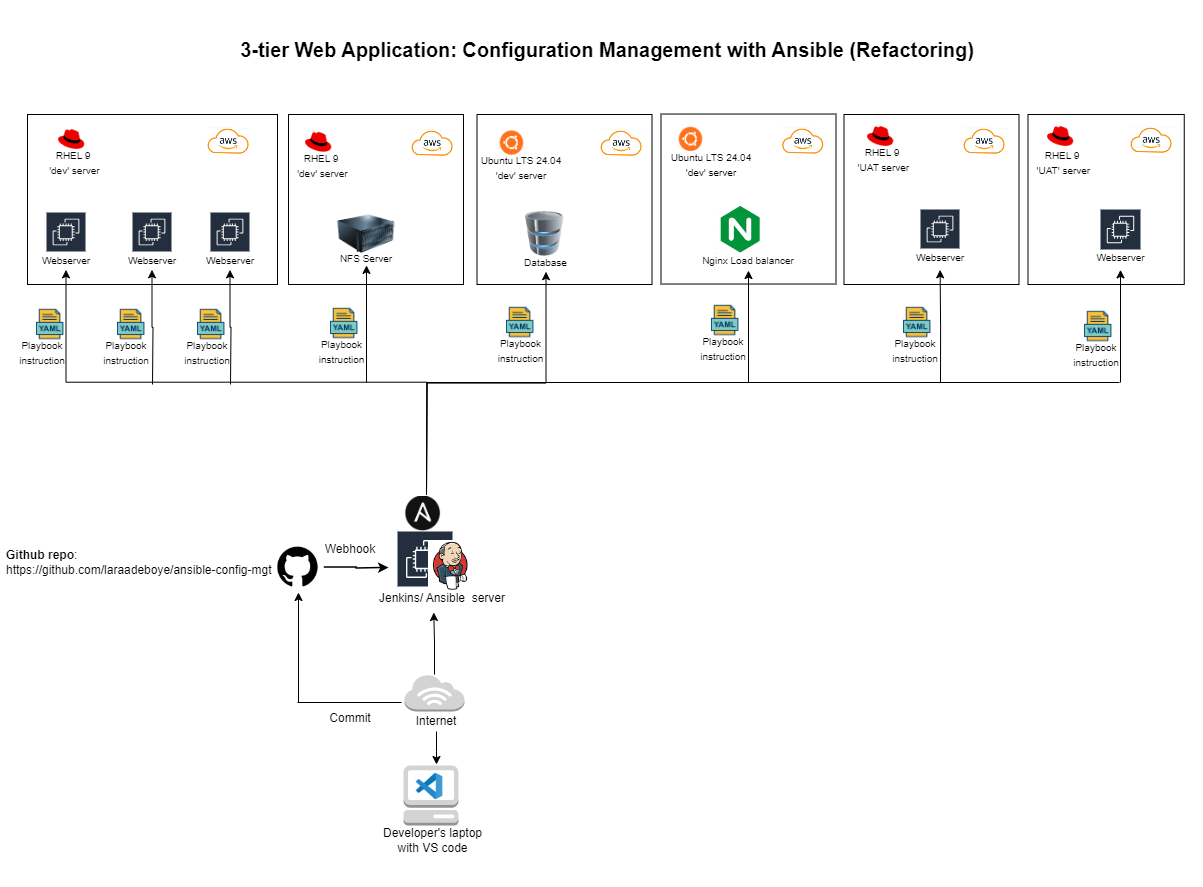 3-tier Web Application: Configuration Management with Ansible (Refactoring)
RHEL 9
'dev' server
aws
RHEL 9
'dev' server
aws
Ubuntu LTS 24.04
'dev' server
aws
Ubuntu LTS 24.04
'dev' server
aws
RHEL 9
'UAT server
aws
RHEL 9
'UAT' server
aws
Webserver
Webserver
Webserver
NFS Server
Database
N
Nginx Load balancer
Webserver
Webserver
YAML
Playbook
instruction
YAML
Playbook
instruction
YAML
Playbook
instruction
YAML
Playbook
instruction
YAML
Playbook
instruction
YAML
Playbook
instruction
YAML
Playbook
instruction
YAML
Playbook
instruction
Github repo:
https://github.com/laraadeboye/ansible-config-mgt
Webhook
A
Jenkins/ Ansible server
Commit
Internet
Developer's laptop
with VS code